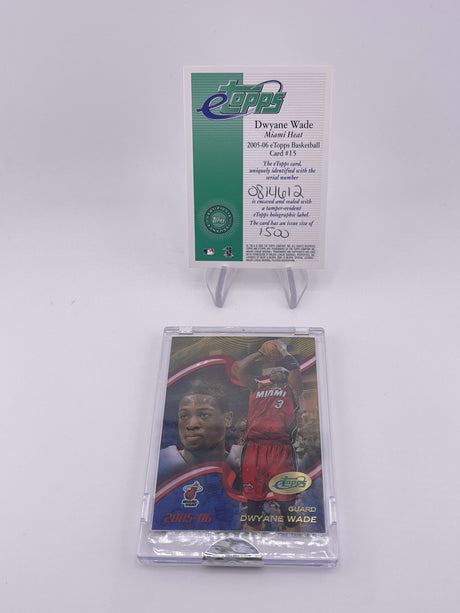 eTopps
Dwyane Wade
Miami Heat
2005-06 eTopps Basketball
Card #15
The eTopps card,
uniquely identified with the
serial number
0814612
is encased and sealed with
a tamper-evident
eTopps holographic label.
The card has an issue size of
1500
MIAMI
3
eTopps
GUARD
2005-06
DWYANE WADE